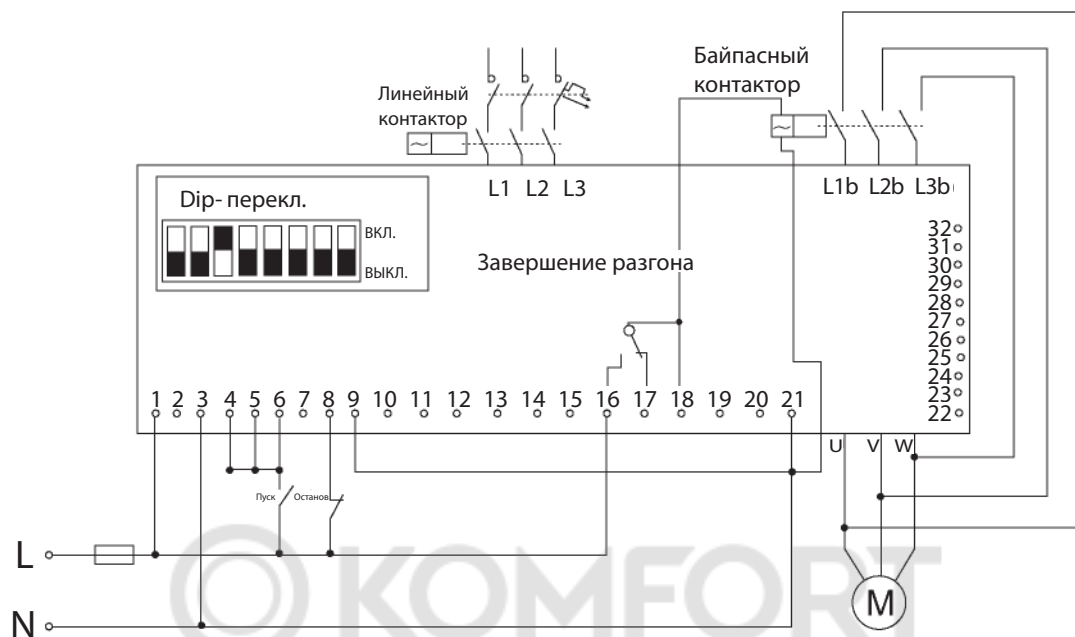 Байпасный
контактор
Линейный
контактор
L1 L2 L3
L1b L2b L3b
Dip- перекл.
ВКЛ.
ВЫКЛ.
Завершение разгона
32
31
30
29
28
27
26
25
24
23
22
1 2 3 4 5 6 7 8 9 10 11 12 13 14 15 16 17 18 19 20 21
U V W
Пуск Останов
L
KOMFORT
M
N